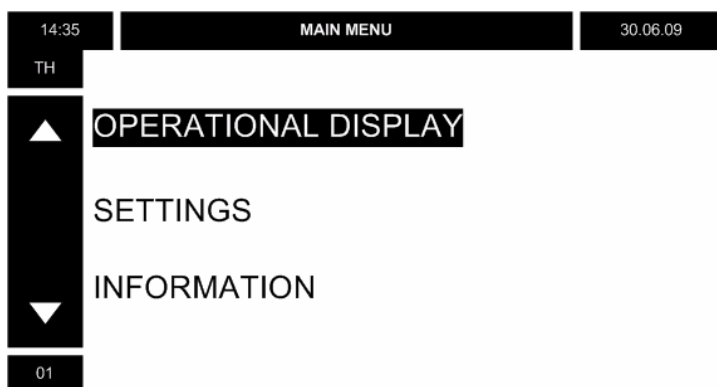 14:35 MAIN MENU 30.06.09
TH
OPERATIONAL DISPLAY
SETTINGS
INFORMATION
01